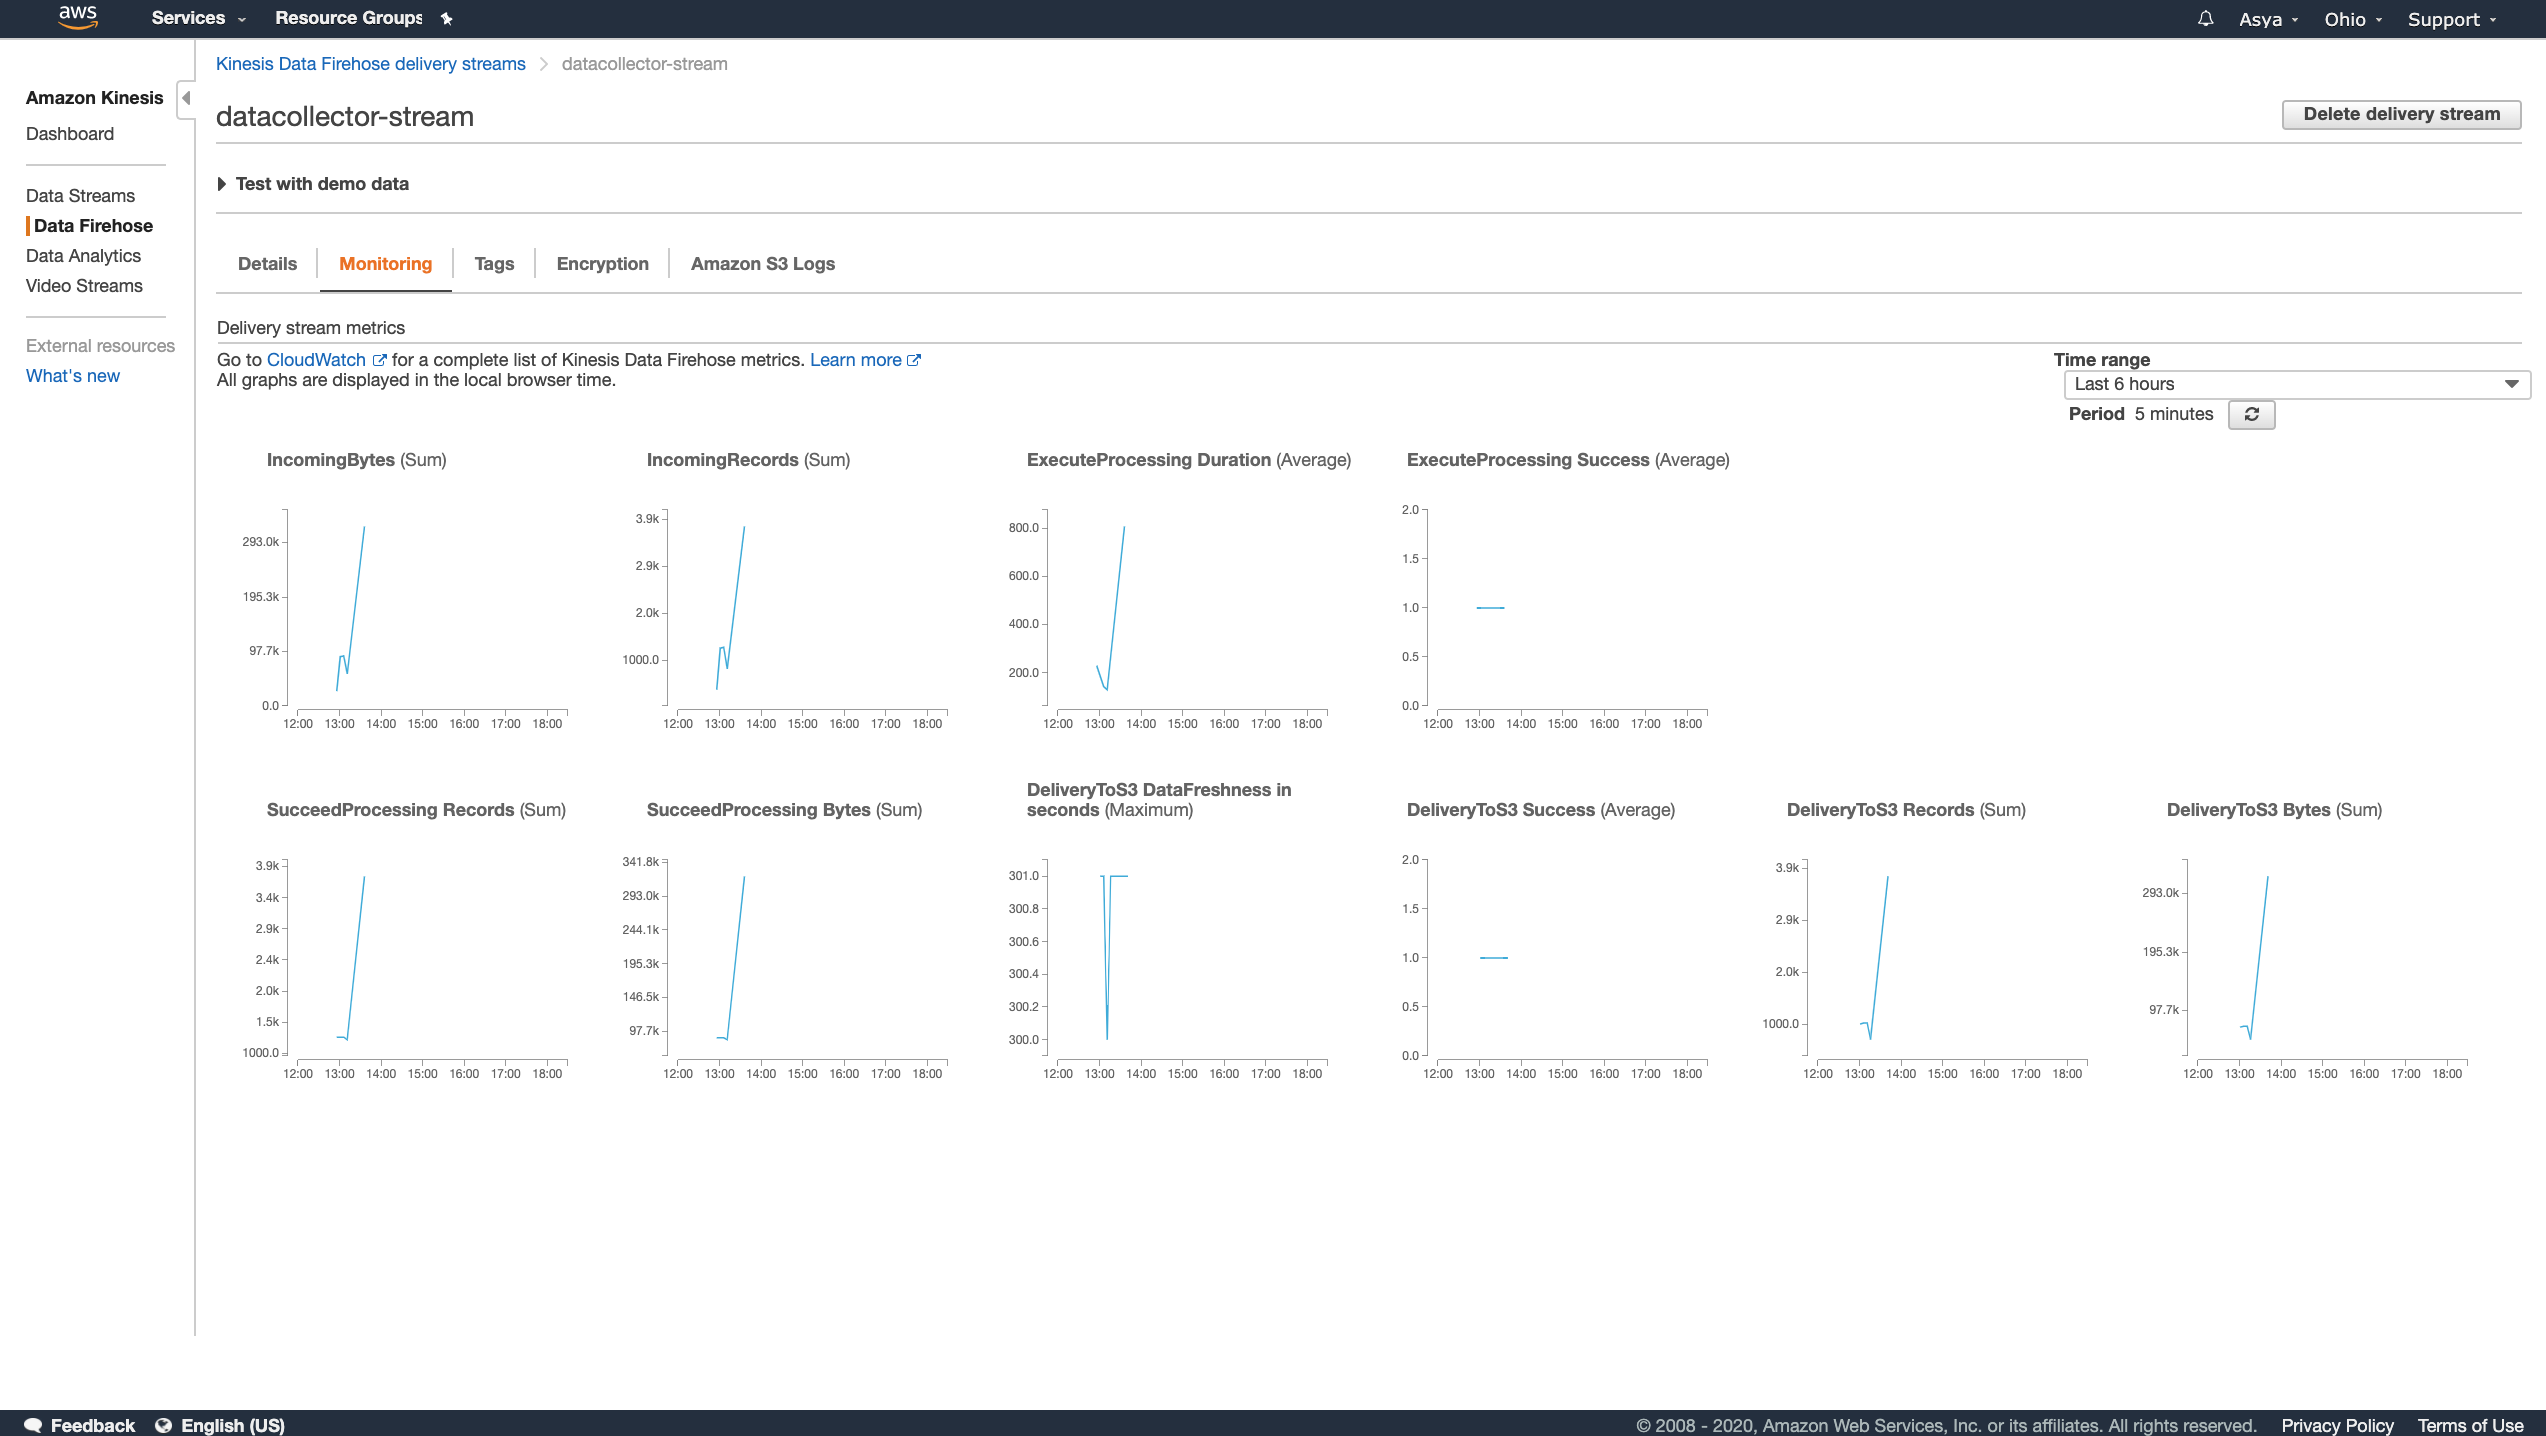 aws Services Resource Groups Asya Ohio Support
Kinesis Data Firehose delivery streams datacollector-stream
Amazon Kinesis
Dashboard
Data Streams
Data Firehose
Data Analytics
Video Streams
External resources
What's new
datacollector-stream
Delete delivery stream
Test with demo data
Details Monitoring Tags Encryption Amazon S3 Logs
Delivery stream metrics
Go to CloudWatch for a complete list of Kinesis Data Firehose metrics. Learn more
All graphs are displayed in the local browser time.
Time range
Last 6 hours
Period 5 minutes
IncomingBytes (Sum)
293.0k
195.3k
97.7k
0.0
12:00 13:00 14:00 15:00 16:00 17:00 18:00
IncomingRecords (Sum)
3.9k
2.9k
2.0k
1000.0
12:00 13:00 14:00 15:00 16:00 17:00 18:00
ExecuteProcessing Duration (Average)
800.0
600.0
400.0
200.0
12:00 13:00 14:00 15:00 16:00 17:00 18:00
ExecuteProcessing Success (Average)
2.0
1.5
1.0
0.5
0.0
12:00 13:00 14:00 15:00 16:00 17:00 18:00
SucceedProcessing Records (Sum)
3.9k
3.4k
2.9k
2.4k
2.0k
1.5k
1000.0
12:00 13:00 14:00 15:00 16:00 17:00 18:00
SucceedProcessing Bytes (Sum)
341.8k
293.0k
244.1k
195.3k
146.5k
97.7k
12:00 13:00 14:00 15:00 16:00 17:00 18:00
DeliveryToS3 DataFreshness in
seconds (Maximum)
301.0
300.8
300.6
300.4
300.2
300.0
12:00 13:00 14:00 15:00 16:00 17:00 18:00
DeliveryToS3 Success (Average)
2.0
1.5
1.0
0.5
0.0
12:00 13:00 14:00 15:00 16:00 17:00 18:00
DeliveryToS3 Records (Sum)
3.9k
2.9k
2.0k
1000.0
12:00 13:00 14:00 15:00 16:00 17:00 18:00
DeliveryToS3 Bytes (Sum)
293.0k
195.3k
97.7k
12:00 13:00 14:00 15:00 16:00 17:00 18:00
Feedback English (US) © 2008 - 2020, Amazon Web Services, Inc. or its affiliates. All rights reserved. Privacy Policy Terms of Use